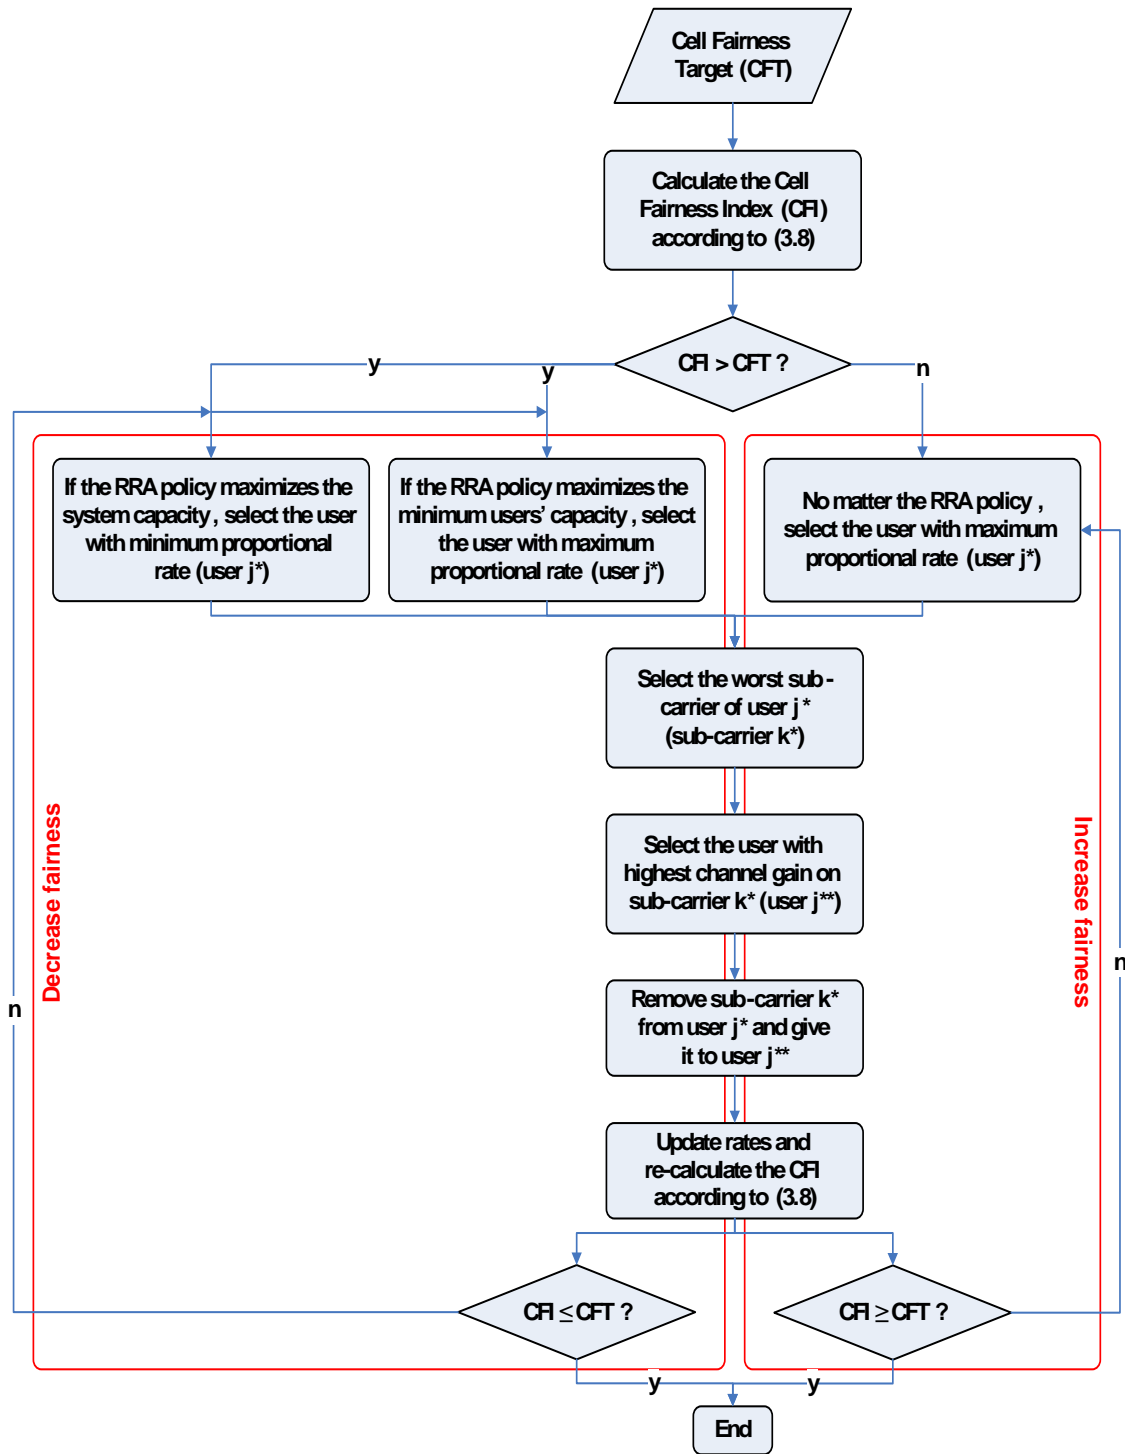 Cell Fairness
Target (CFT)
Calculate the Cell
Fairness Index (CFI)
according to (3.8)
CFI > CFT ?
y
y
n
If the RRA policy maximizes the
system capacity , select the user
with minimum proportional
rate (user j*)
If the RRA policy maximizes the
minimum users' capacity , select
the user with maximum
proportional rate (user j*)
No matter the RRA policy ,
select the user with maximum
proportional rate (user j*)
Select the worst sub-
carrier of user j*
(sub-carrier k*)
Select the user with
highest channel gain on
sub-carrier k* (user j**)
Remove sub-carrier k*
from user j* and give
it to user j**
Update rates and
re-calculate the CFI
according to (3.8)
Decrease fairness
Increase fairness
n
n
CFI ≤ CFT ?
CFI ≥ CFT ?
y
y
End